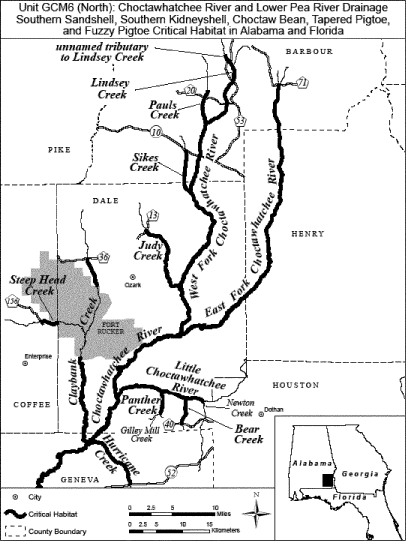 Unit GCM6 (North): Choctawhatchee River and Lower Pea River Drainage
Southern Sandshell, Southern Kidneyshell, Choctaw Bean, Tapered Pigtoe,
and Fuzzy Pigtoe Critical Habitat in Alabama and Florida
unnamed tributary
to Lindsey Creek
BARBOUR
Lindsey
Creek
71
20
Pauls
Creek
53
10
PIKE
Sikes
Creek
West Fork Choctawhatchee River
East Fork Choctawhatchee River
DALE
HENRY
13
Judy
Creek
36
Steep Head
Creek
Ozark
136
FORT
RUCKER
Claybank Creek
Choctawhatchee River
Enterprise
Little
Choctawhatchee
River
HOUSTON
COFFEE
Panther
Creek
Newton
Creek
Dothan
40
Gilley Mill
Creek
Bear
Creek
Hurricane
Creek
52
GENEVA
Alabama
Georgia
Florida
City
Critical Habitat
County Boundary
N
0 2.5 5 10
Miles
0 2.5 5 10 15
Kilometers